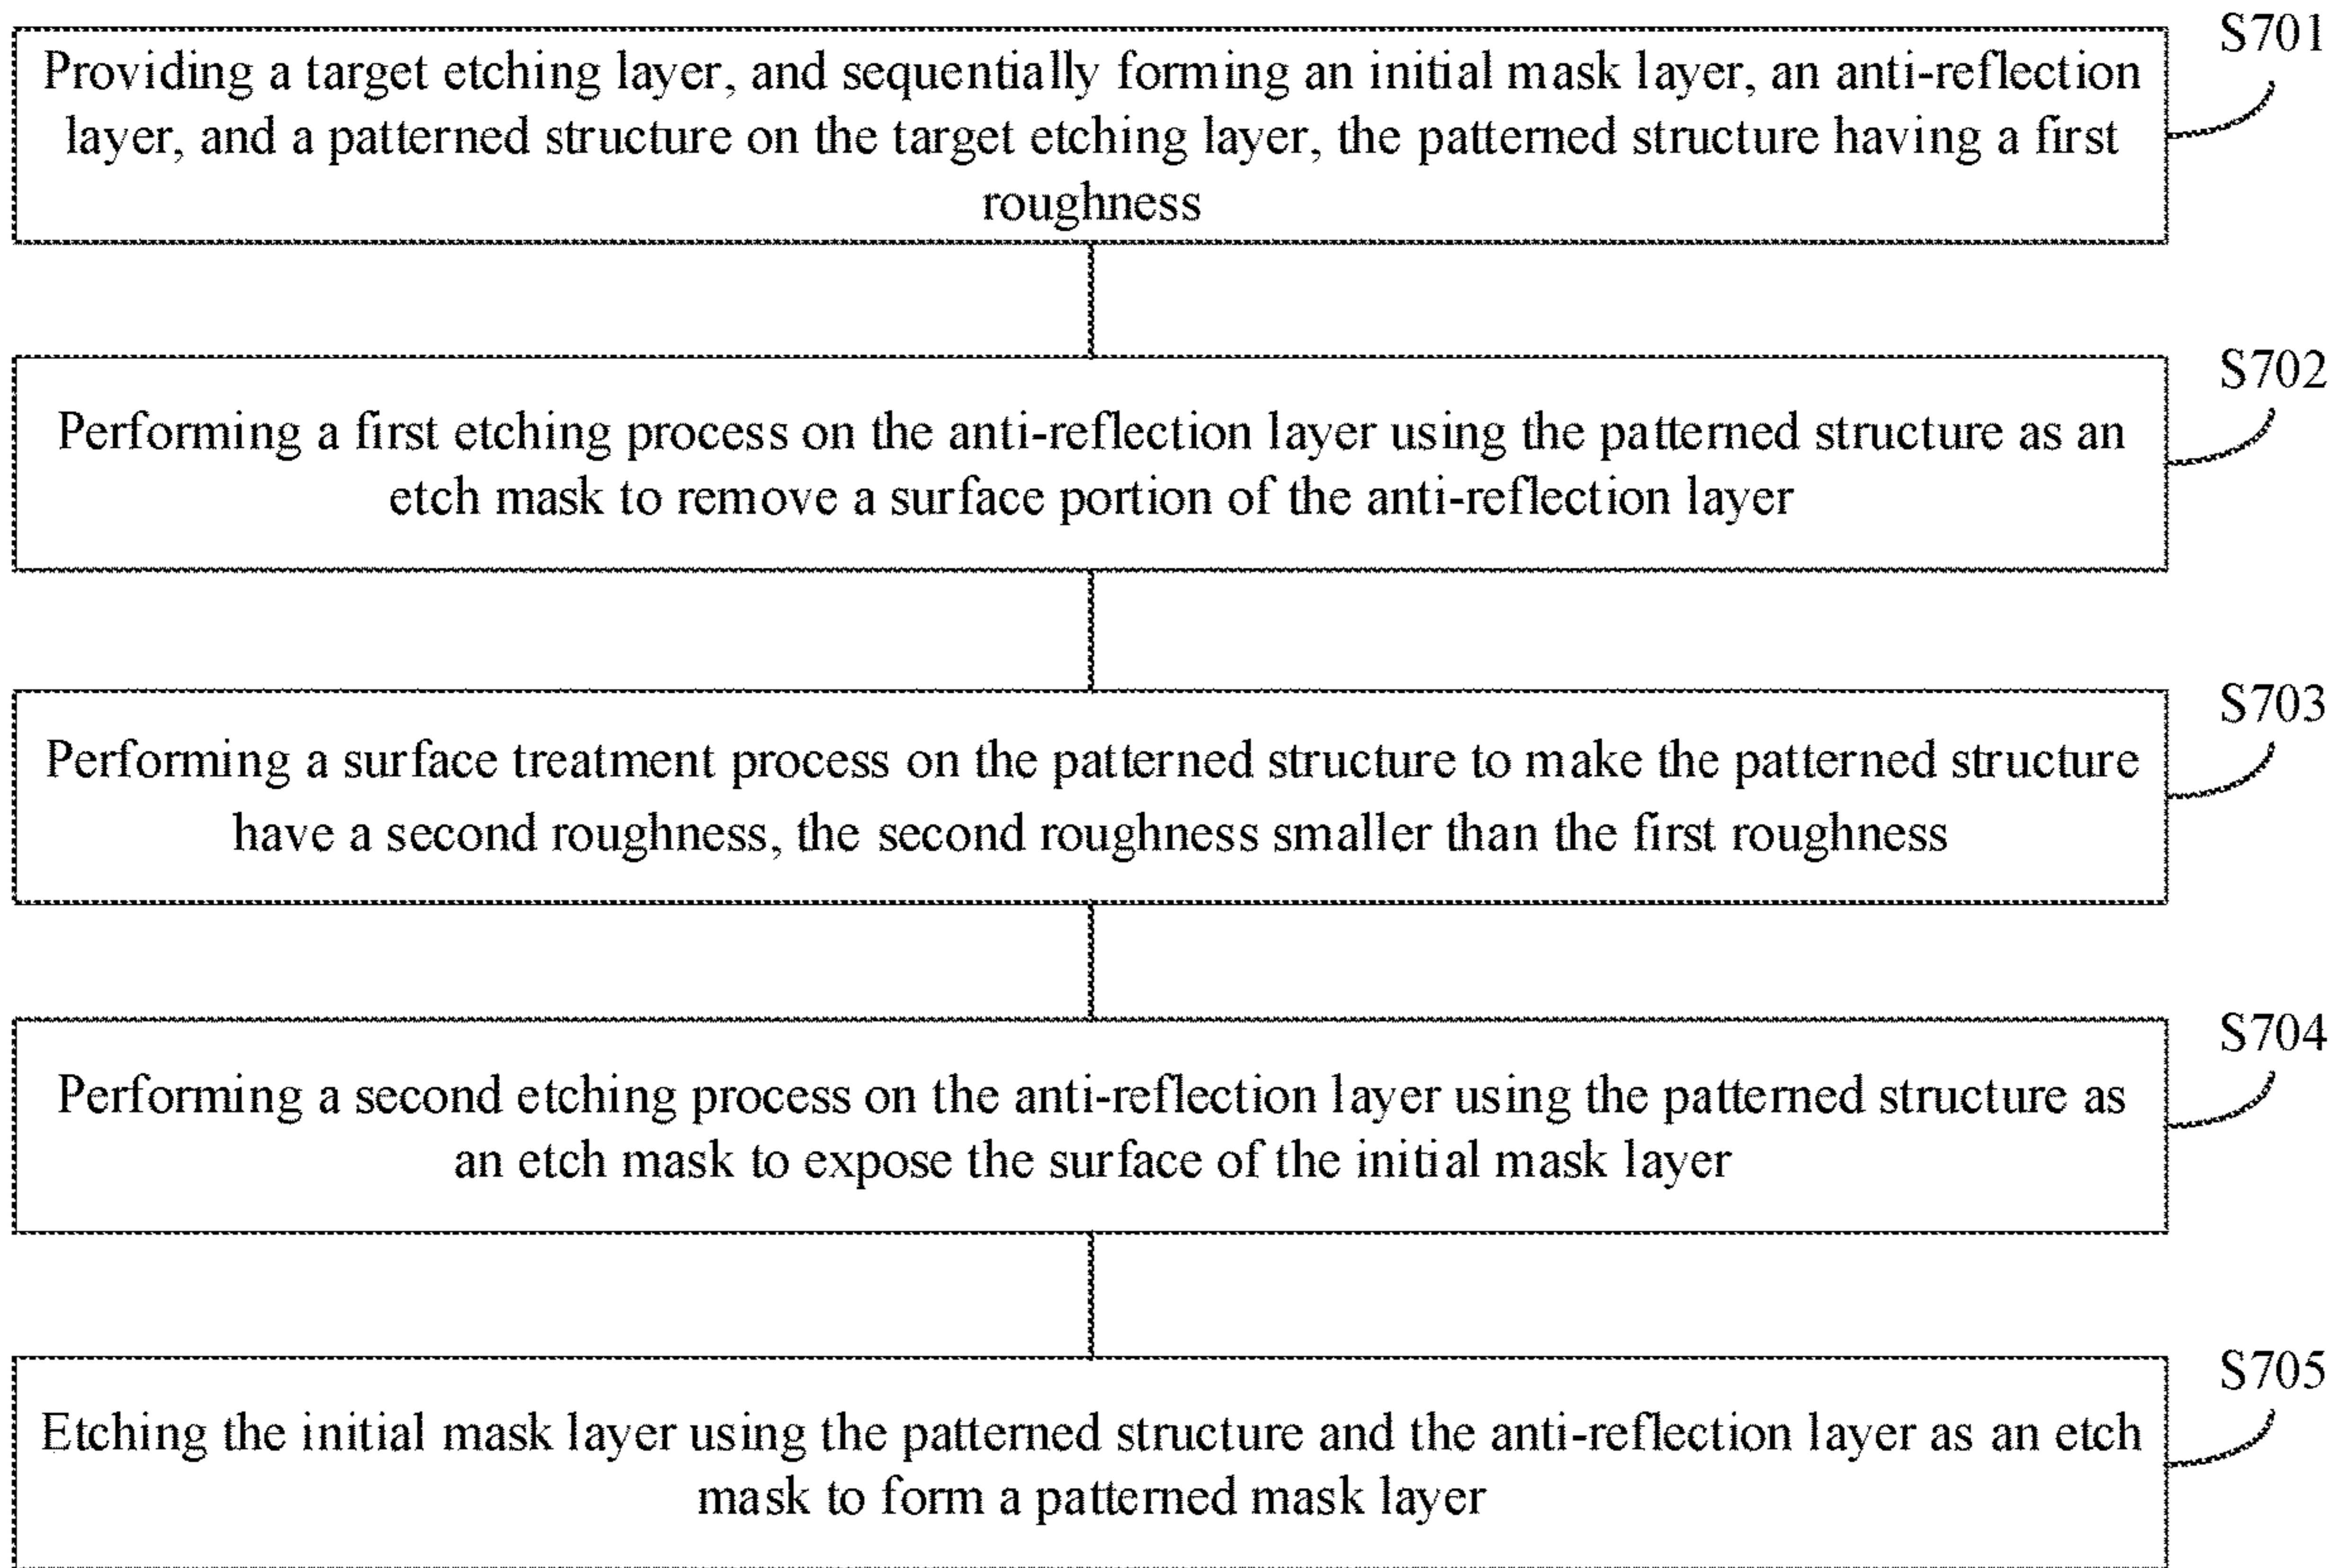 S701
Providing a target etching layer, and sequentially forming an initial mask layer, an anti-reflection
layer, and a patterned structure on the target etching layer, the patterned structure having a first
roughness
S702
Performing a first etching process on the anti-reflection layer using the patterned structure as an
etch mask to remove a surface portion of the anti-reflection layer
S703
Performing a surface treatment process on the patterned structure to make the patterned structure
have a second roughness, the second roughness smaller than the first roughness
S704
Performing a second etching process on the anti-reflection layer using the patterned structure as
an etch mask to expose the surface of the initial mask layer
S705
Etching the initial mask layer using the patterned structure and the anti-reflection layer as an etch
mask to form a patterned mask layer